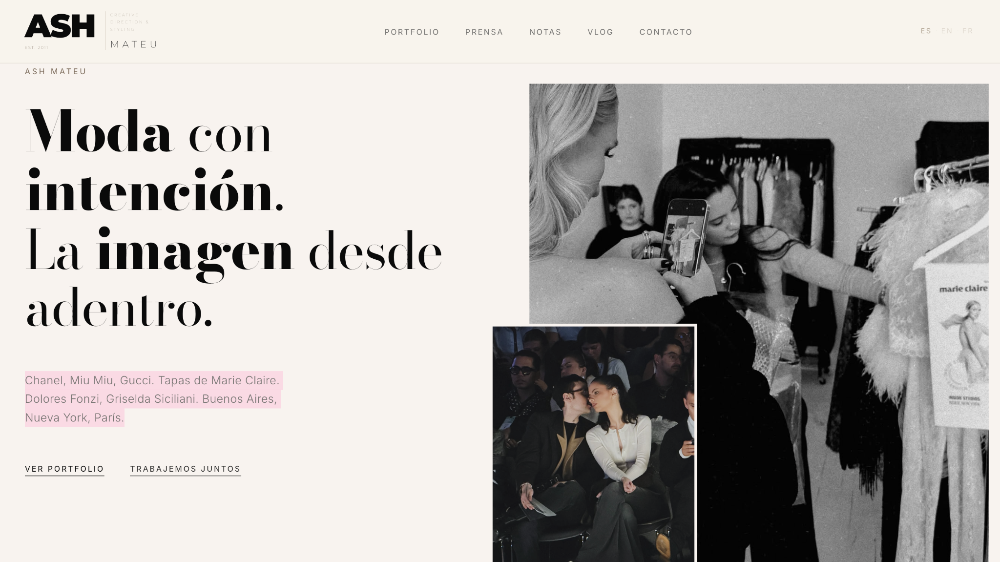 ASH
EST. 2011
CREATIVE
DIRECTION &
STYLING
MATEU
PORTFOLIO PRENSA NOTAS VLOG CONTACTO
ES · EN · FR
ASH MATEU
Moda con
intención.
La imagen desde
adentro.
Chanel, Miu Miu, Gucci. Tapas de Marie Claire.
Dolores Fonzi, Griselda Siciliani. Buenos Aires,
Nueva York, París.
VER PORTFOLIO TRABAJEMOS JUNTOS
marie claire
marie claire
INSIDE STUDIOS